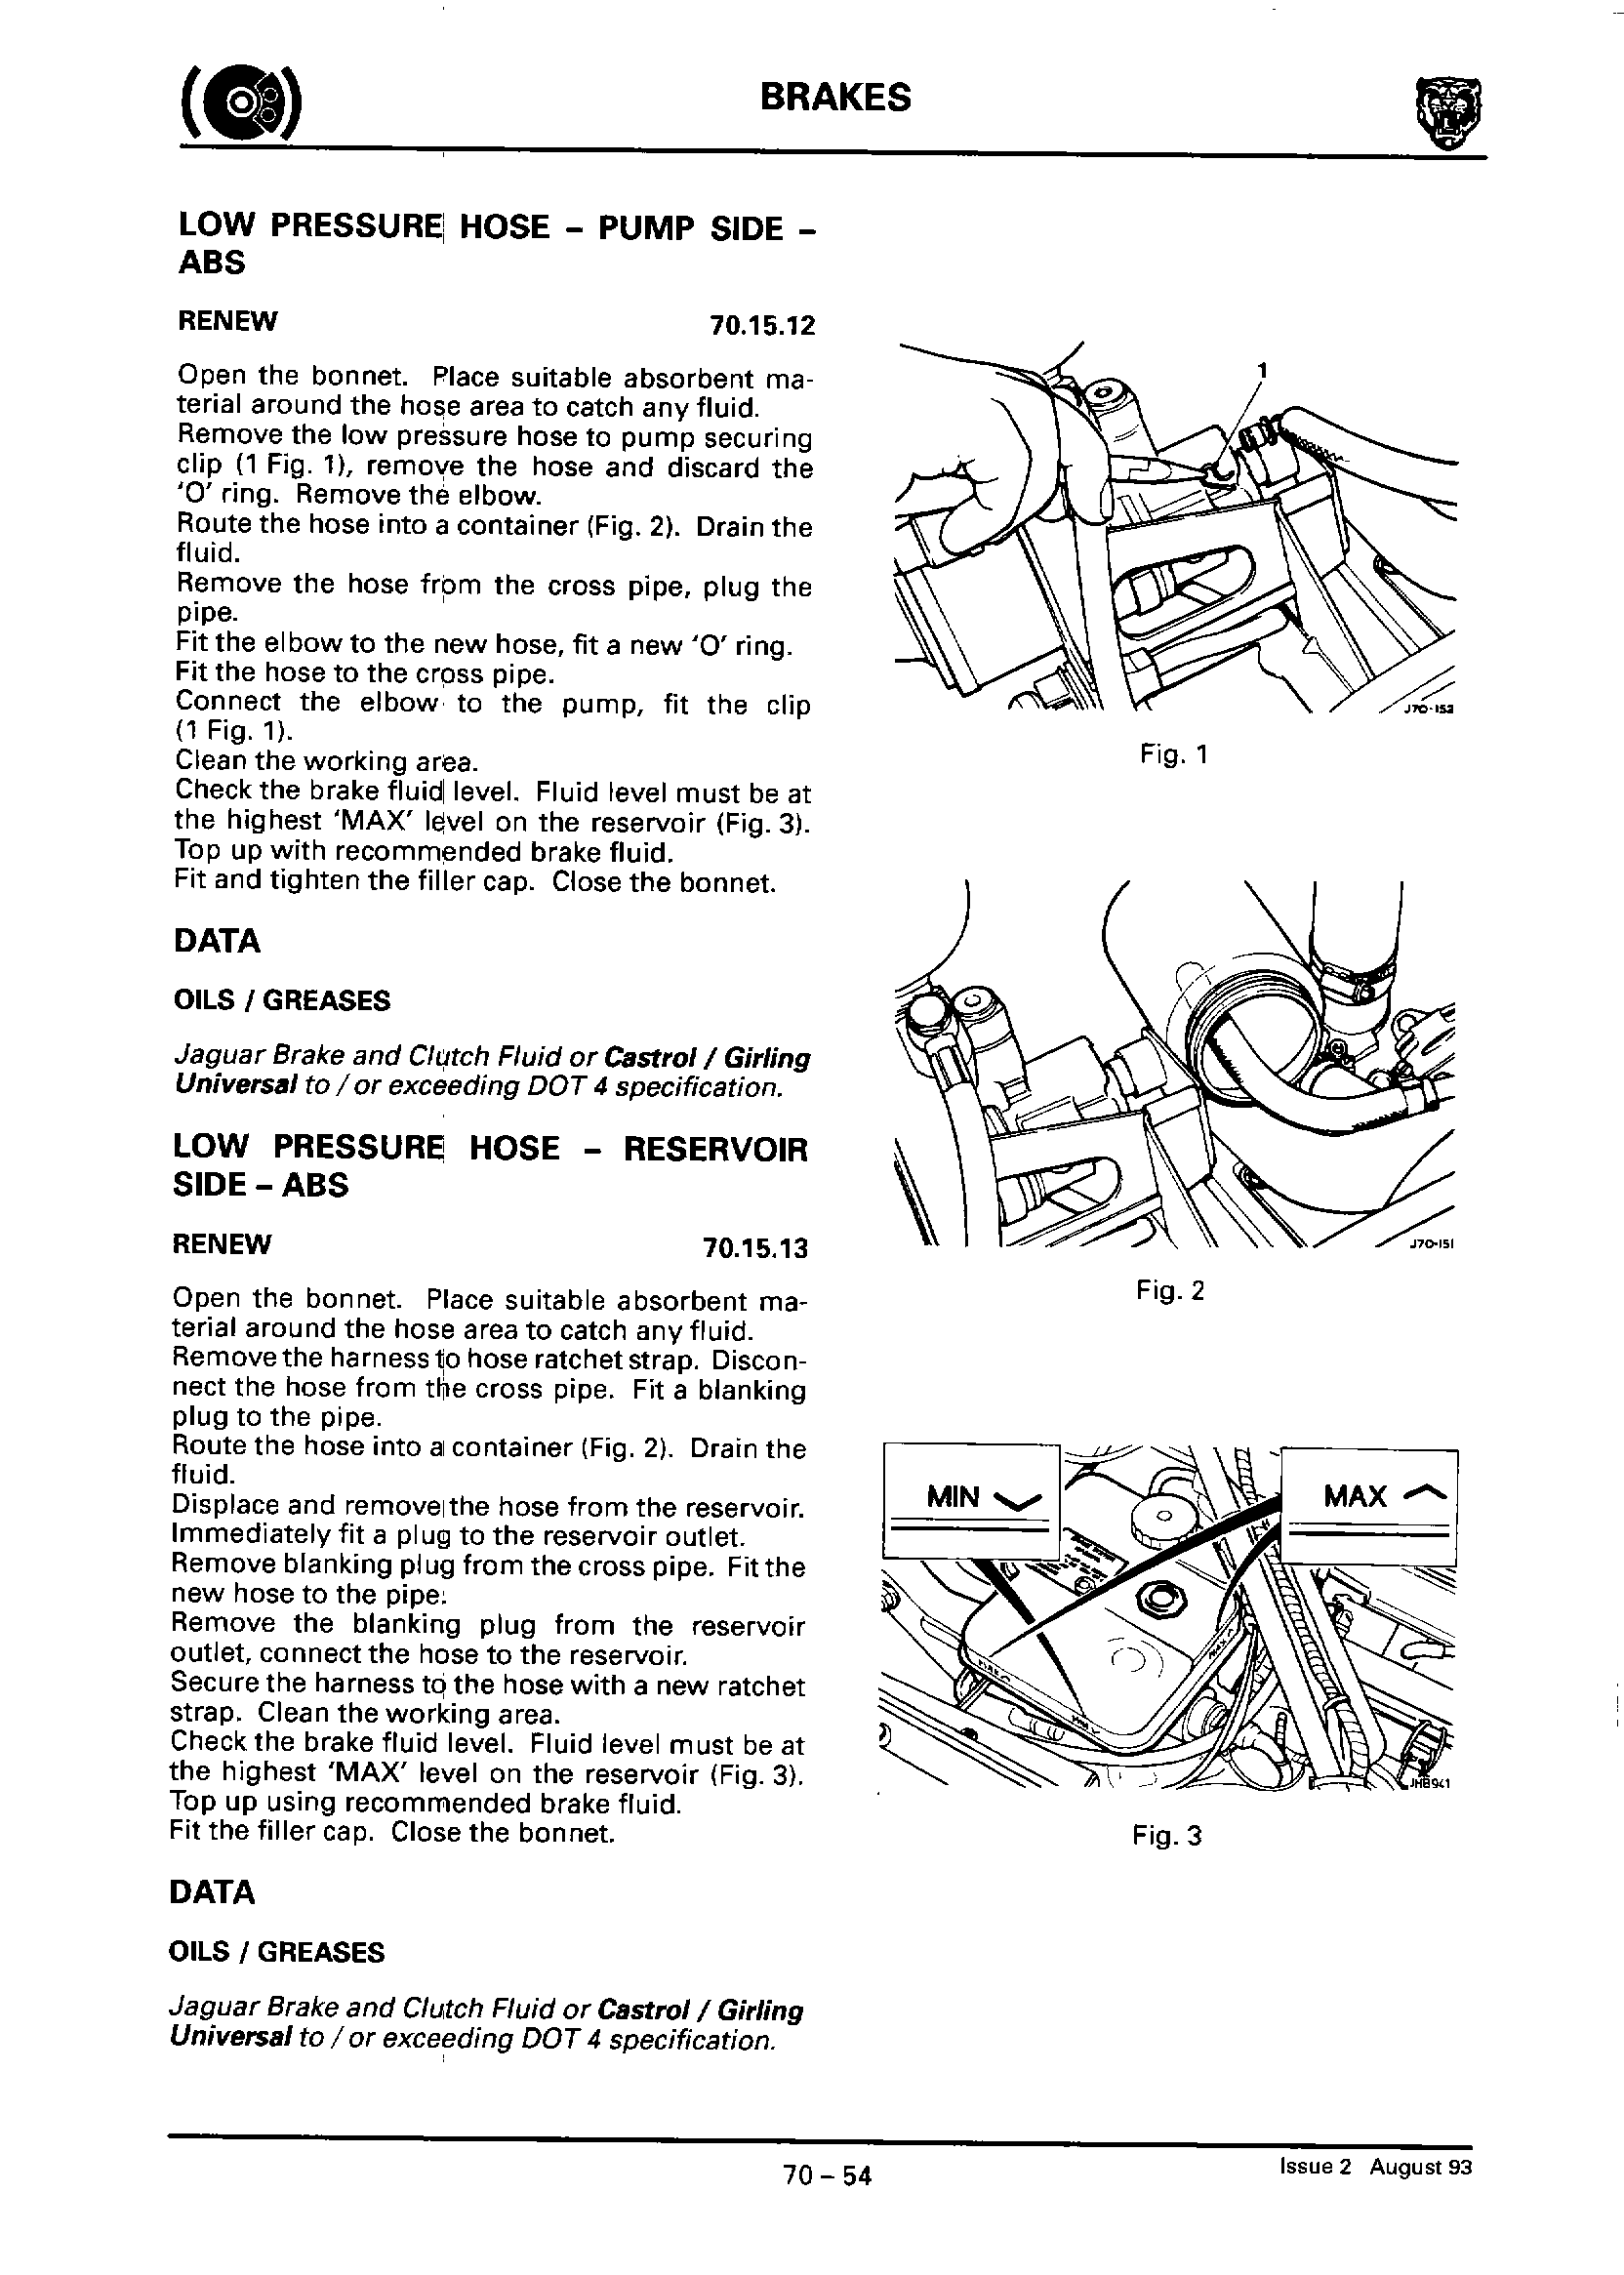 BRAKES
LOW PRESSURE HOSE – PUMP SIDE –
ABS
RENEW 70.15.12
Open the bonnet. Place suitable absorbent ma-
terial around the hose area to catch any fluid.
Remove the low pressure hose to pump securing
clip (1 Fig. 1), remove the hose and discard the
'O' ring. Remove the elbow.
Route the hose into a container (Fig. 2). Drain the
fluid.
Remove the hose from the cross pipe, plug the
pipe.
Fit the elbow to the new hose, fit a new 'O' ring.
Fit the hose to the cross pipe.
Connect the elbow to the pump, fit the clip
(1 Fig. 1).
Clean the working area.
Check the brake fluid level. Fluid level must be at
the highest 'MAX' level on the reservoir (Fig. 3).
Top up with recommended brake fluid.
Fit and tighten the filler cap. Close the bonnet.
DATA
OILS / GREASES
Jaguar Brake and Clutch Fluid or Castrol / Girling
Universal to / or exceeding DOT 4 specification.
LOW PRESSURE HOSE – RESERVOIR
SIDE – ABS
RENEW 70.15.13
Open the bonnet. Place suitable absorbent ma-
terial around the hose area to catch any fluid.
Remove the harness to hose ratchet strap. Discon-
nect the hose from the cross pipe. Fit a blanking
plug to the pipe.
Route the hose into a container (Fig. 2). Drain the
fluid.
Displace and remove the hose from the reservoir.
Immediately fit a plug to the reservoir outlet.
Remove blanking plug from the cross pipe. Fit the
new hose to the pipe.
Remove the blanking plug from the reservoir
outlet, connect the hose to the reservoir.
Secure the harness to the hose with a new ratchet
strap. Clean the working area.
Check the brake fluid level. Fluid level must be at
the highest 'MAX' level on the reservoir (Fig. 3).
Top up using recommended brake fluid.
Fit the filler cap. Close the bonnet.
DATA
OILS / GREASES
Jaguar Brake and Clutch Fluid or Castrol / Girling
Universal to / or exceeding DOT 4 specification.
1
J70-152
Fig. 1
J70-151
Fig. 2
MIN
MAX
MAX
JHB941
Fig. 3
70 – 54
Issue 2 August 93